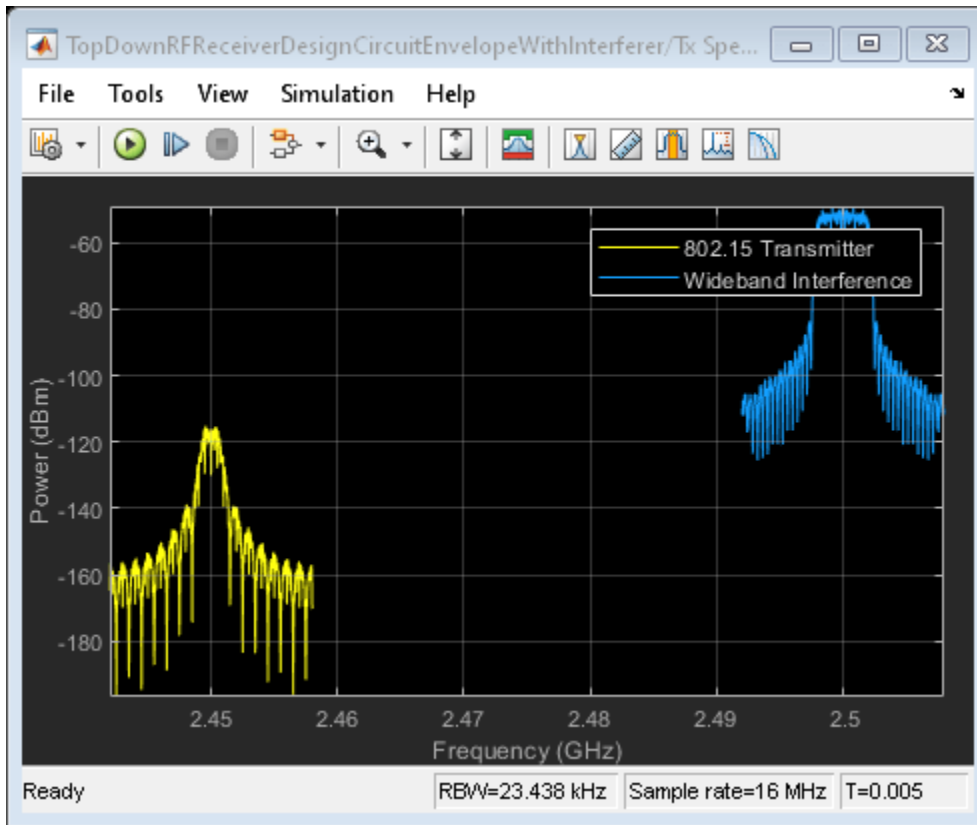 TopDownRFReceiverDesignCircuitEnvelopeWithInterferer/Tx Spe...
File Tools View Simulation Help
802.15 Transmitter
Wideband Interference
Power (dBm)
-60
-80
-100
-120
-140
-160
-180
2.45 2.46 2.47 2.48 2.49 2.5
Frequency (GHz)
Ready RBW=23.438 kHz Sample rate=16 MHz T=0.005